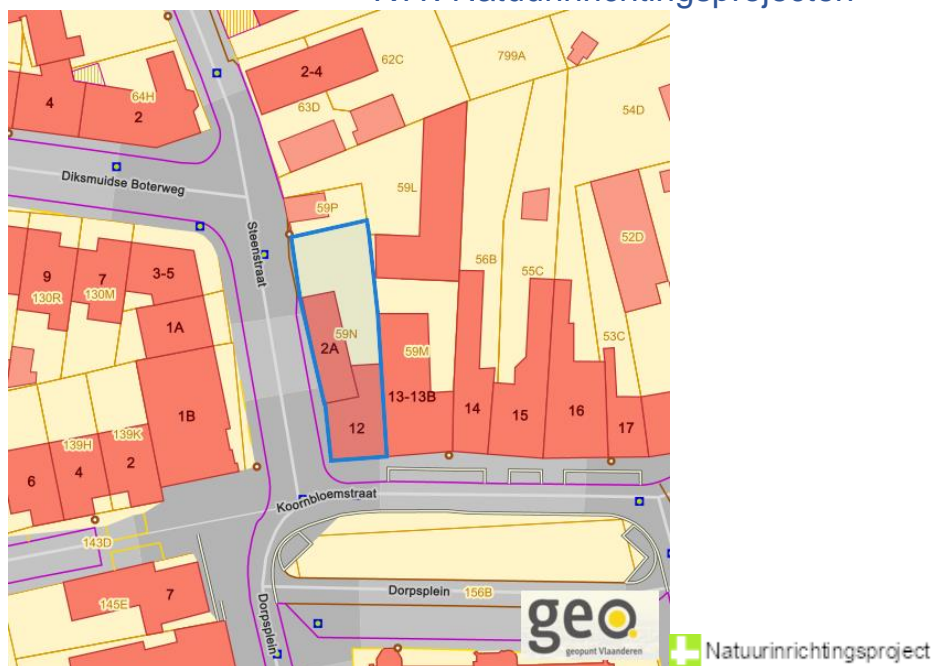 Natuurinrichtingsprojecten
2-4
62C
799A
4
64H
2
63D
54D
Diksmuidse Boterweg
59L
59P
Steenstraat
52D
56B
55C
9
7
3-5
130R
130M
1A
59N
2A
59M
53C
1B
13-13B
14
15
16
17
12
139H
139K
6
4
2
Koornbloemstraat
143D
Dorpsplein
156B
7
145E
Dorpsplein
geo
geopunt Vlaanderen
Natuurinrichtingsproject